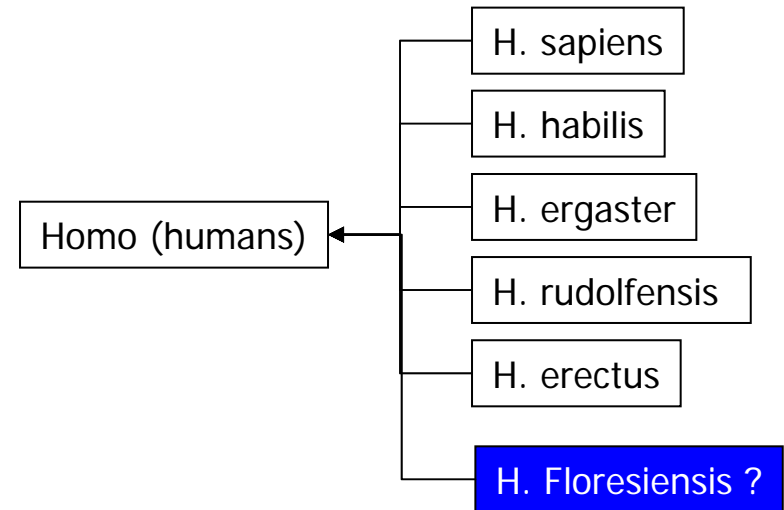 H. sapiens
H. habilis
H. ergaster
Homo (humans)
H. rudolfensis
H. erectus
H. Floresiensis ?